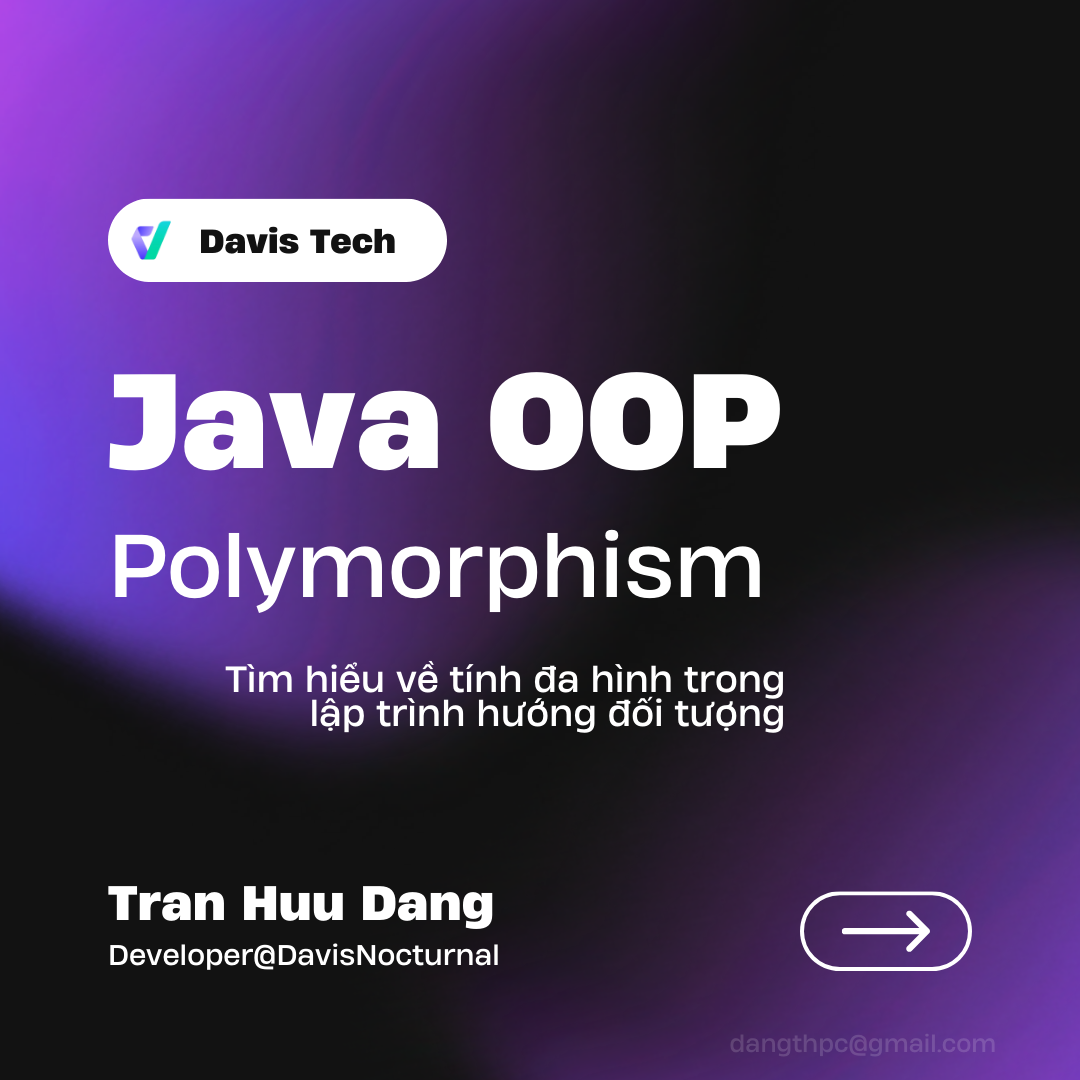 Davis Tech
Java OOP
Polymorphism
Tìm hiểu về tính đa hình trong
lập trình hướng đối tượng
Tran Huu Dang
Developer@DavisNocturnal
dangthpc@gmail.com